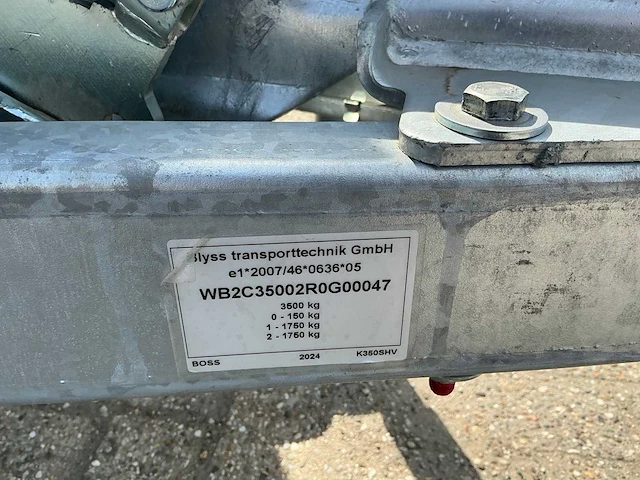 Blyss transporttechnik GmbH
e1*2007/46*0636*05
WB2C35002R0G00047
3500 kg
0 - 150 kg
1 - 1750 kg
2 - 1750 kg
BOSS 2024 K350SHV